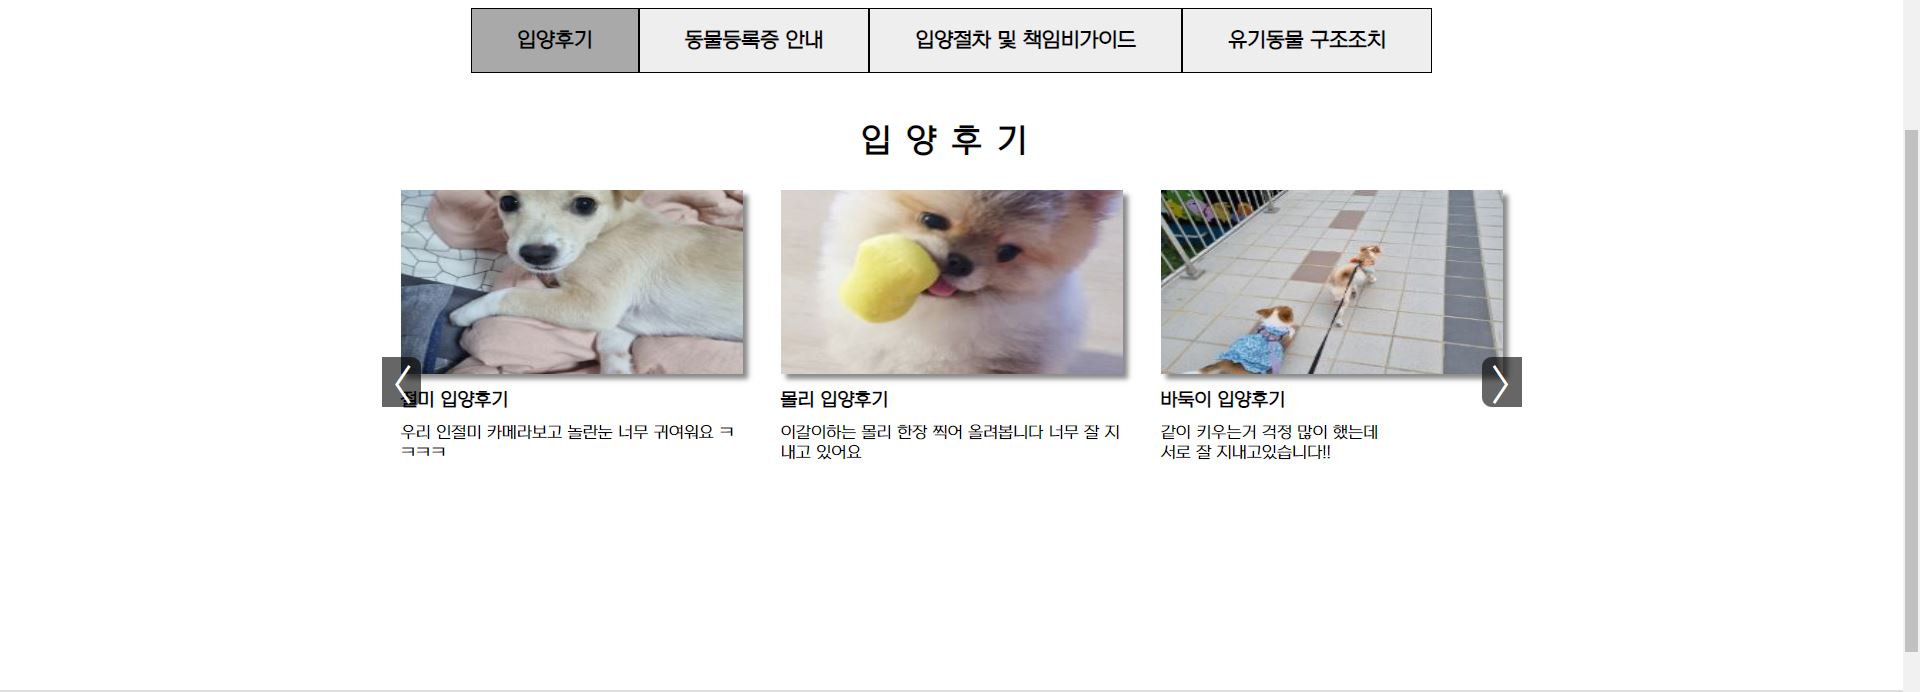 입양후기
동물등록증 안내
입양절차 및 책임비가이드
유기동물 구조조치
입 양 후 기
절미 입양후기
우리 인절미 카메라보고 놀란눈 너무 귀여워요 ㅋ
ㅋㅋㅋ
몰리 입양후기
이갈이하는 몰리 한장 찍어 올려봅니다 너무 잘 지
내고 있어요
바둑이 입양후기
같이 키우는거 걱정 많이 했는데
서로 잘 지내고있습니다!!